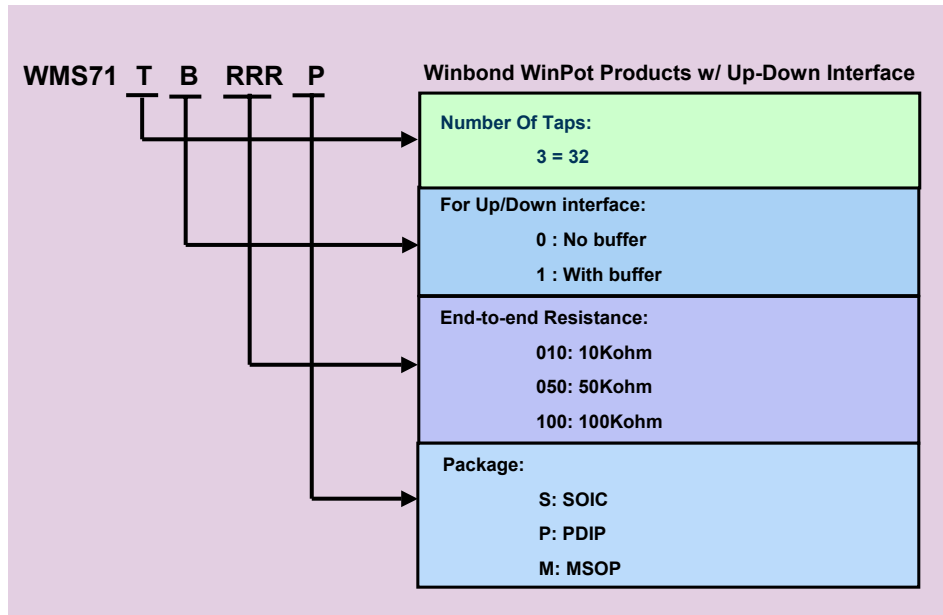 WMS71 T B RRR P
Winbond WinPot Products w/ Up-Down Interface
Number Of Taps:
3 = 32
For Up/Down interface:
0 : No buffer
1 : With buffer
End-to-end Resistance:
010: 10Kohm
050: 50Kohm
100: 100Kohm
Package:
S: SOIC
P: PDIP
M: MSOP